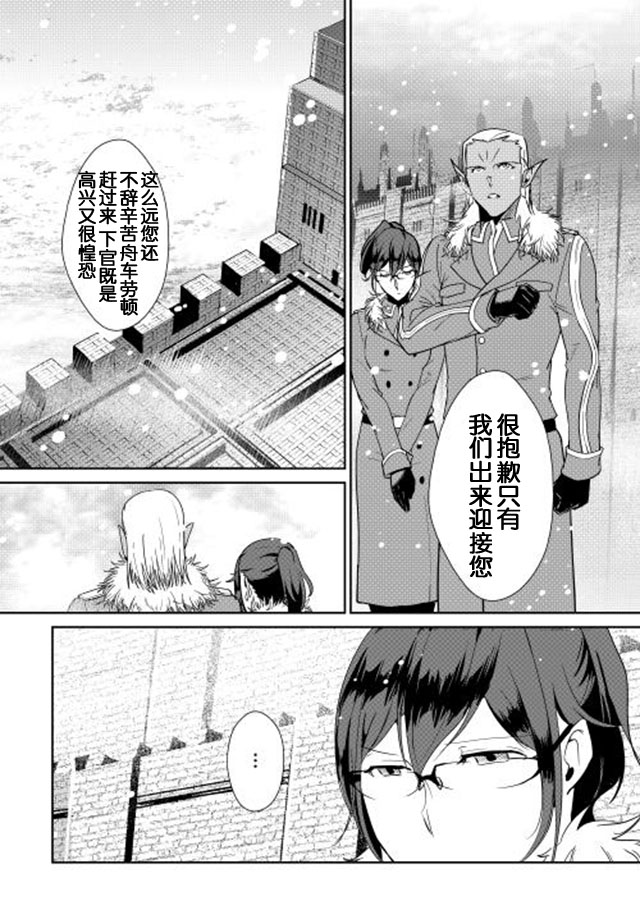 很抱歉只有
我们出来迎接您
这么远您还
不辞辛苦舟车劳顿
赶过来 下官既是
高兴又很惶恐
…